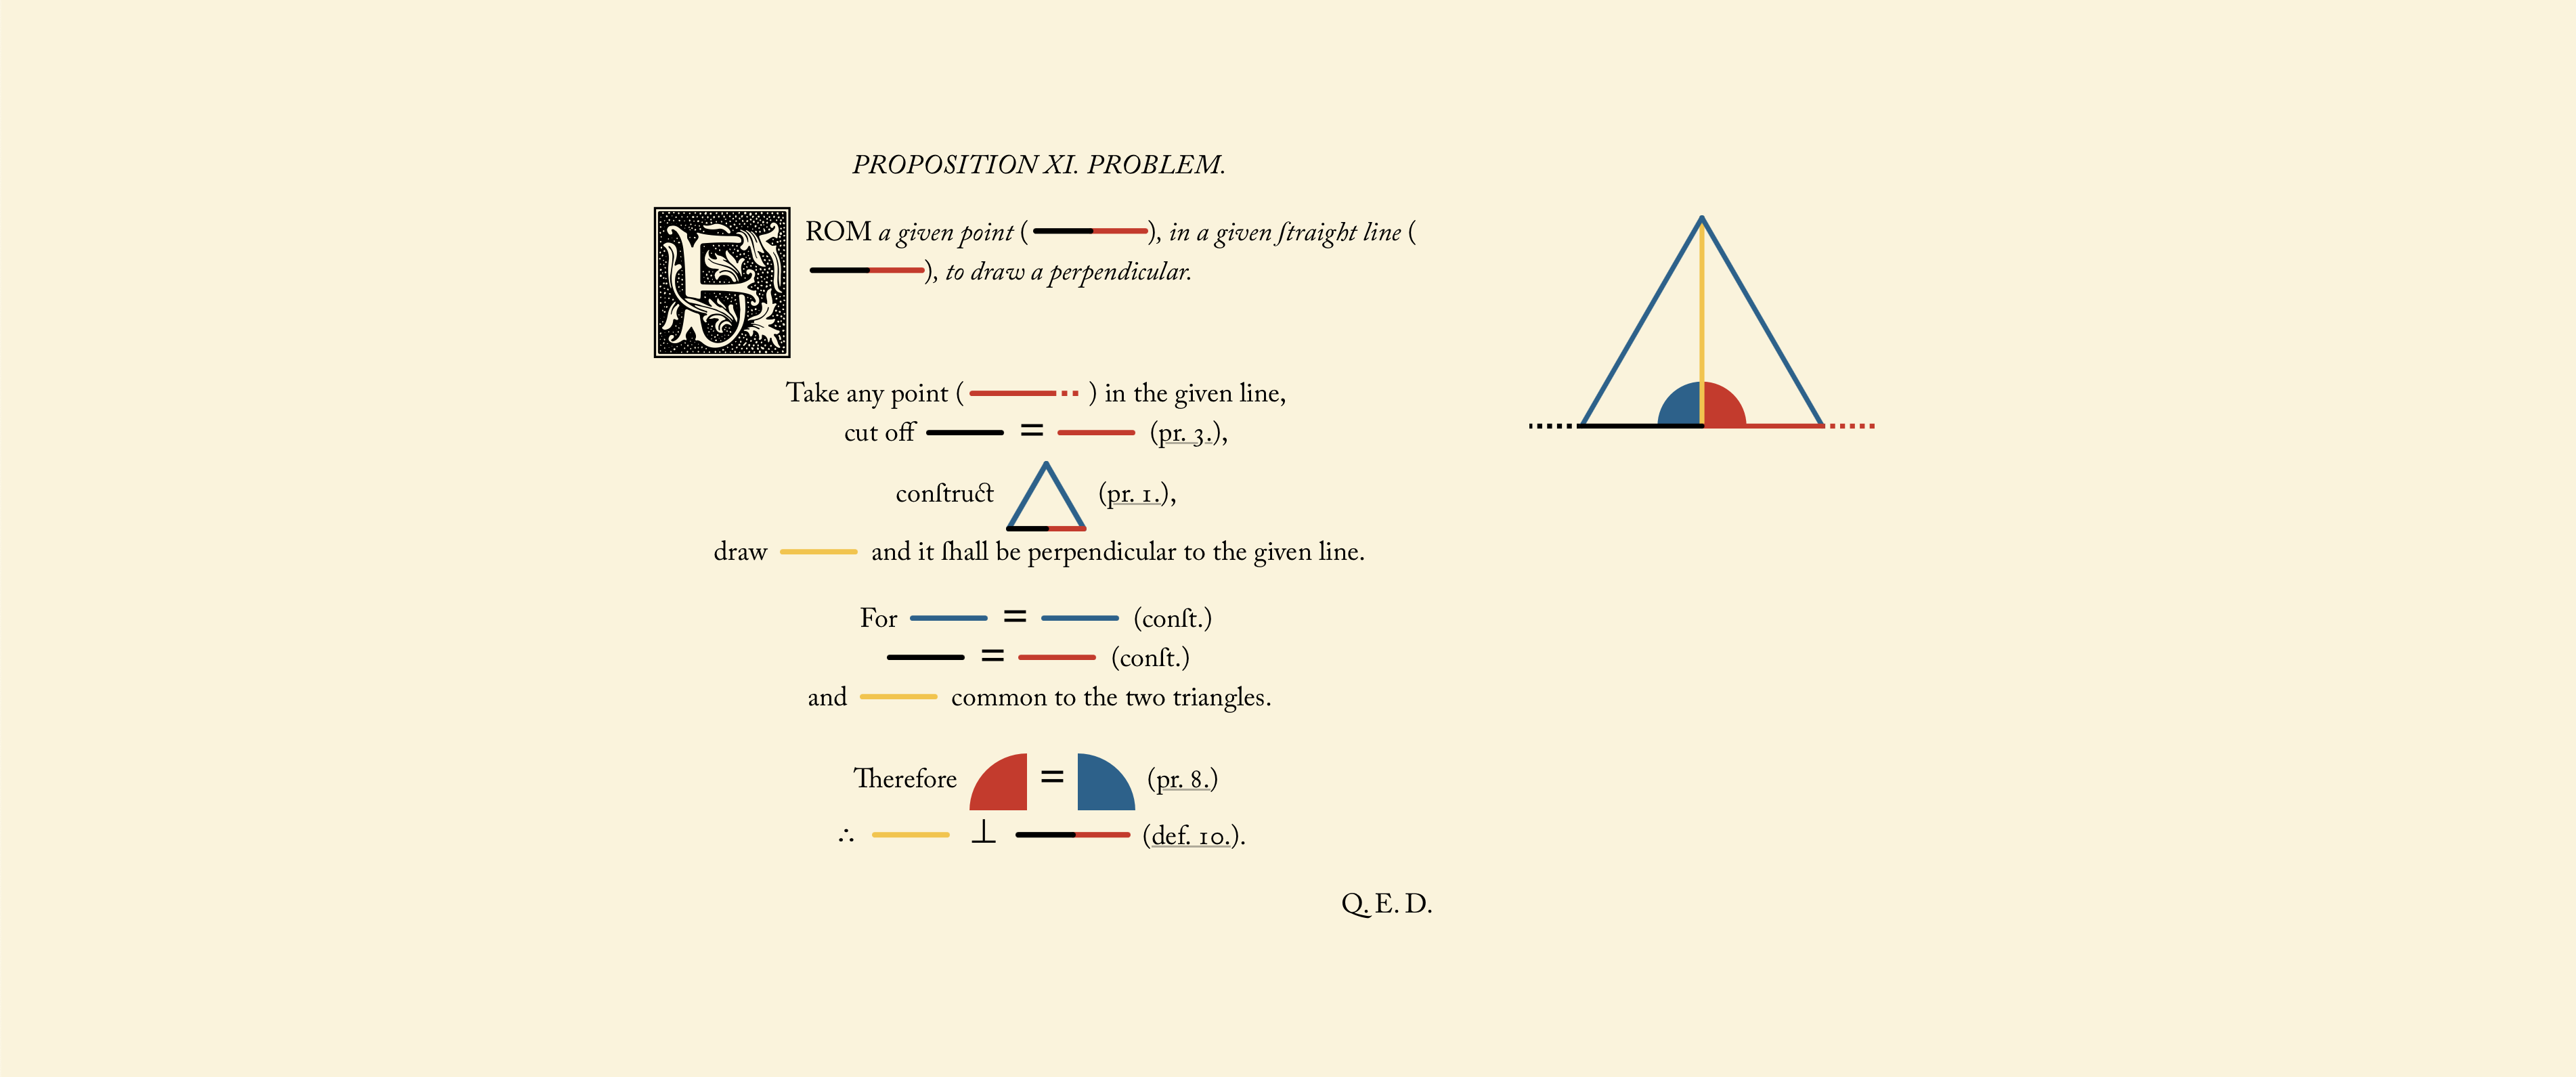 PROPOSITION XI. PROBLEM.
FROM a given point ( ), in a given ſtraight line (
), to draw a perpendicular.
Take any point ( ) in the given line,
cut off = (pr. 3.),
conſtruct (pr. 1.),
draw and it ſhall be perpendicular to the given line.
For = (conſt.)
= (conſt.)
and common to the two triangles.
Therefore = (pr. 8.)
∴ ⊥ (def. 10.).
Q. E. D.